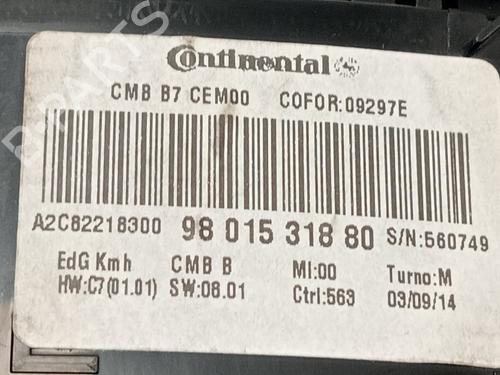 Continental
CMB B7 CEM00 COFOR:09297E
A2C82218300 98 015 318 80 S/N:560749
EdG Kmh CMB B MI:00 Turno:M
HW:C7(01.01) SW:08.01 Ctrl:563 03/09/14
B-PARTS